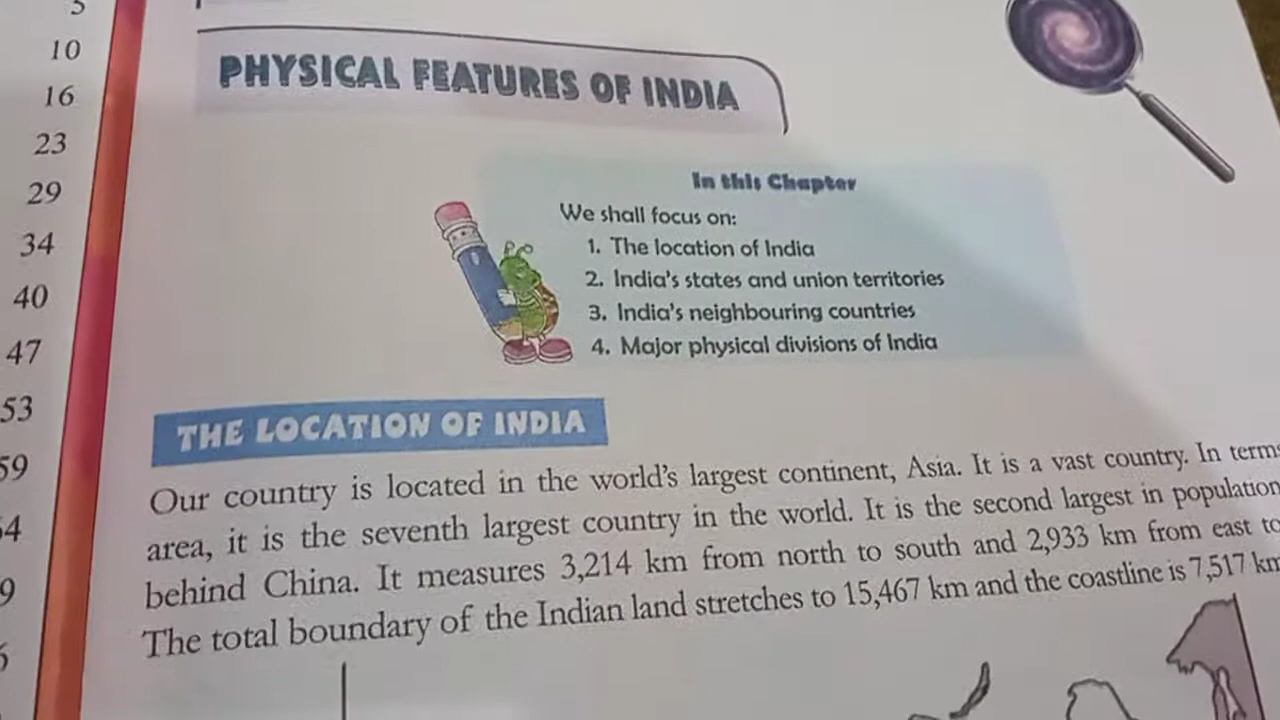 5
10
16
23
29
34
40
47
53
59
PHYSICAL FEATURES OF INDIA
In this Chapter
We shall focus on:
1. The location of India
2. India's states and union territories
3. India's neighbouring countries
4. Major physical divisions of India
THE LOCATION OF INDIA
Our country is located in the world's largest continent, Asia. It is a vast country. In terms
area, it is the seventh largest country in the world. It is the second largest in population
behind China. It measures 3,214 km from north to south and 2,933 km from east to
The total boundary of the Indian land stretches to 15,467 km and the coastline is 7,517 km